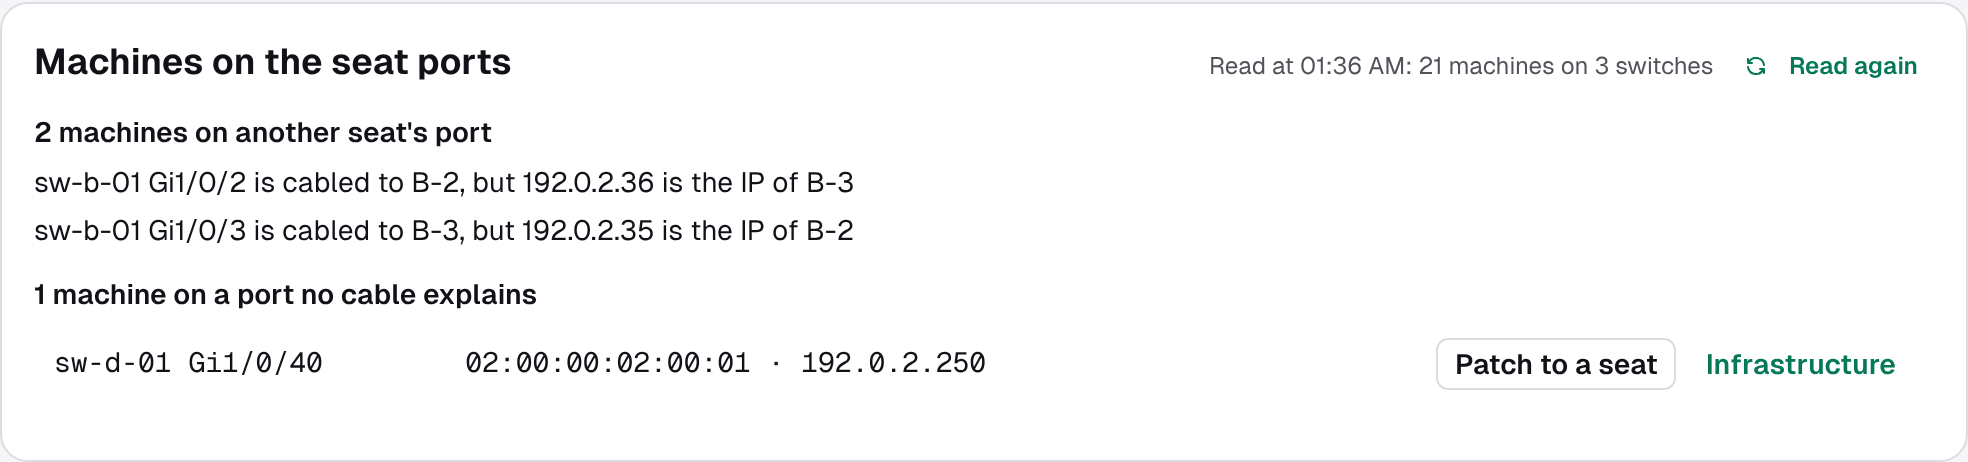 Machines on the seat ports
Read at 01:36 AM: 21 machines on 3 switches Read again
2 machines on another seat's port
sw-b-01 Gi1/0/2 is cabled to B-2, but 192.0.2.36 is the IP of B-3
sw-b-01 Gi1/0/3 is cabled to B-3, but 192.0.2.35 is the IP of B-2
1 machine on a port no cable explains
sw-d-01 Gi1/0/40 02:00:00:02:00:01 · 192.0.2.250 Patch to a seat Infrastructure